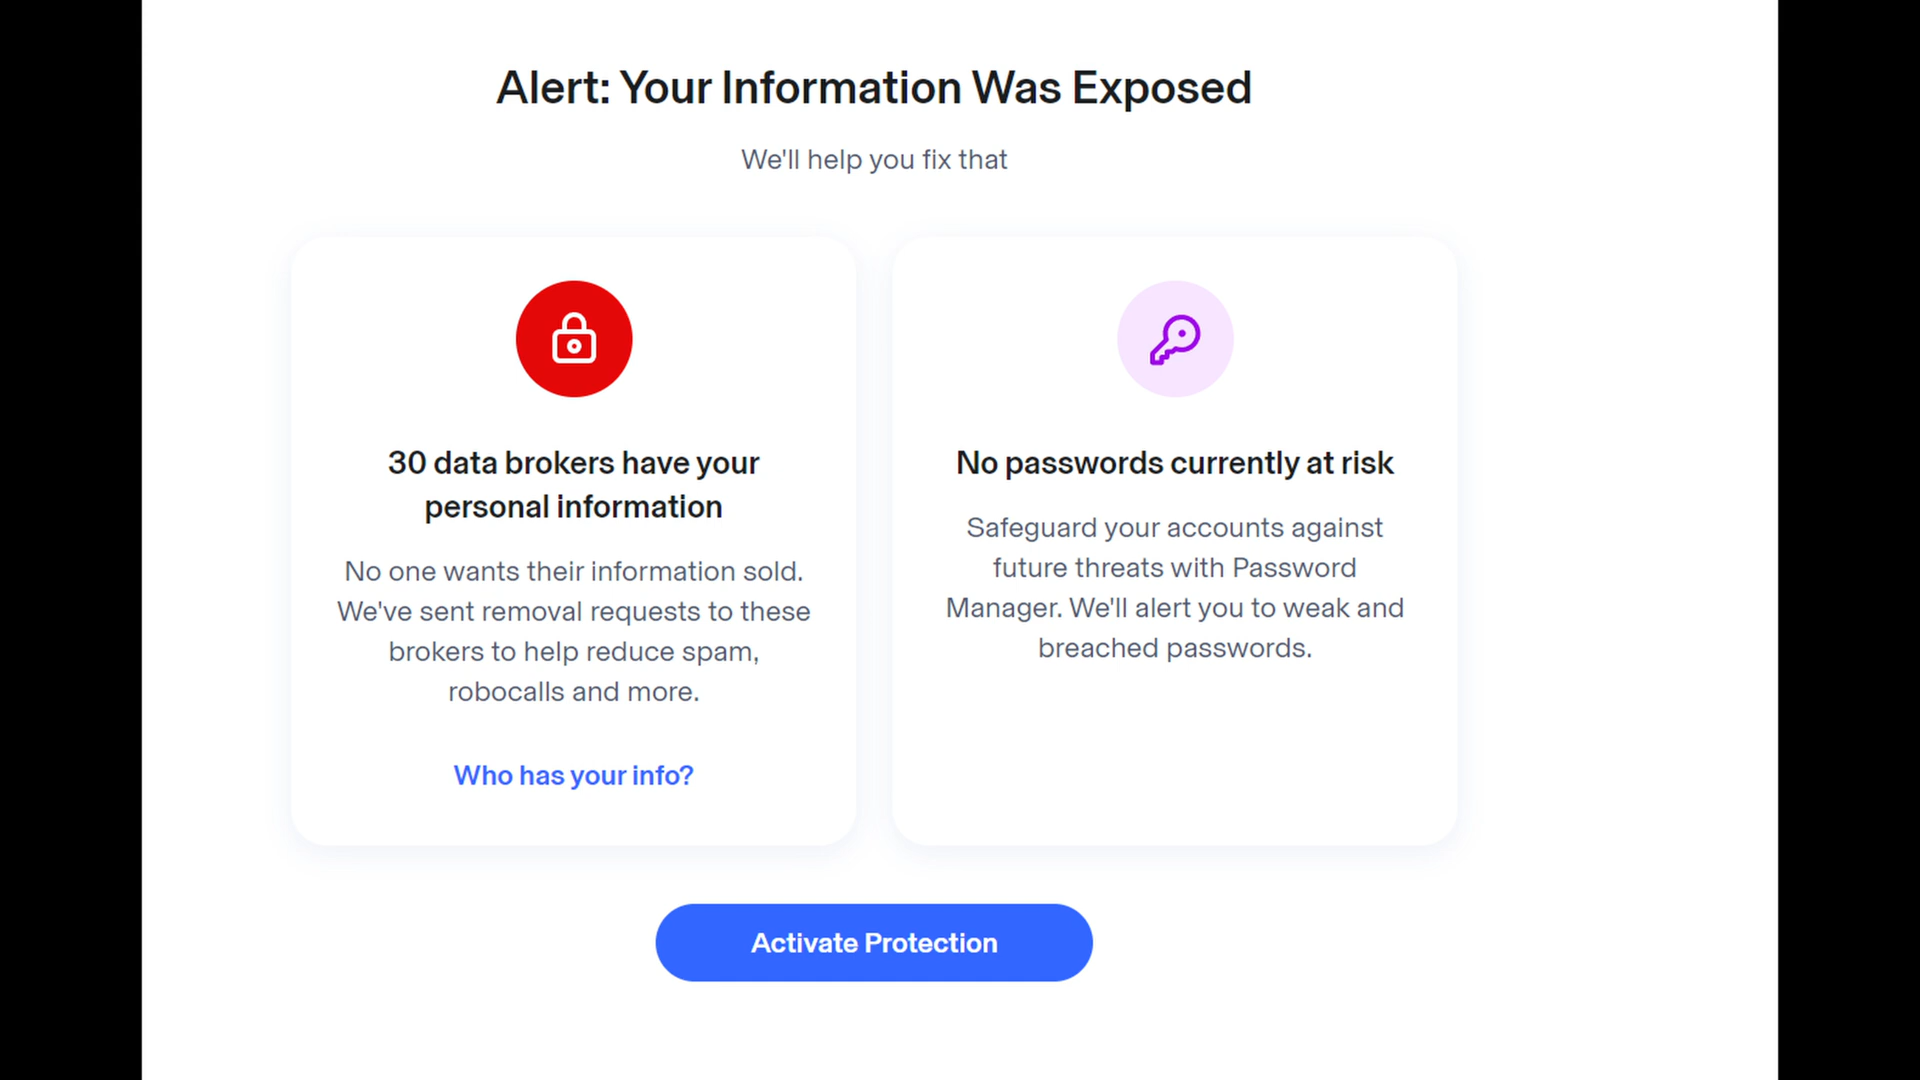 Alert: Your Information Was Exposed
We'll help you fix that
30 data brokers have your
personal information
No one wants their information sold.
We've sent removal requests to these
brokers to help reduce spam,
robocalls and more.
Who has your info?
No passwords currently at risk
Safeguard your accounts against
future threats with Password
Manager. We'll alert you to weak and
breached passwords.
Activate Protection